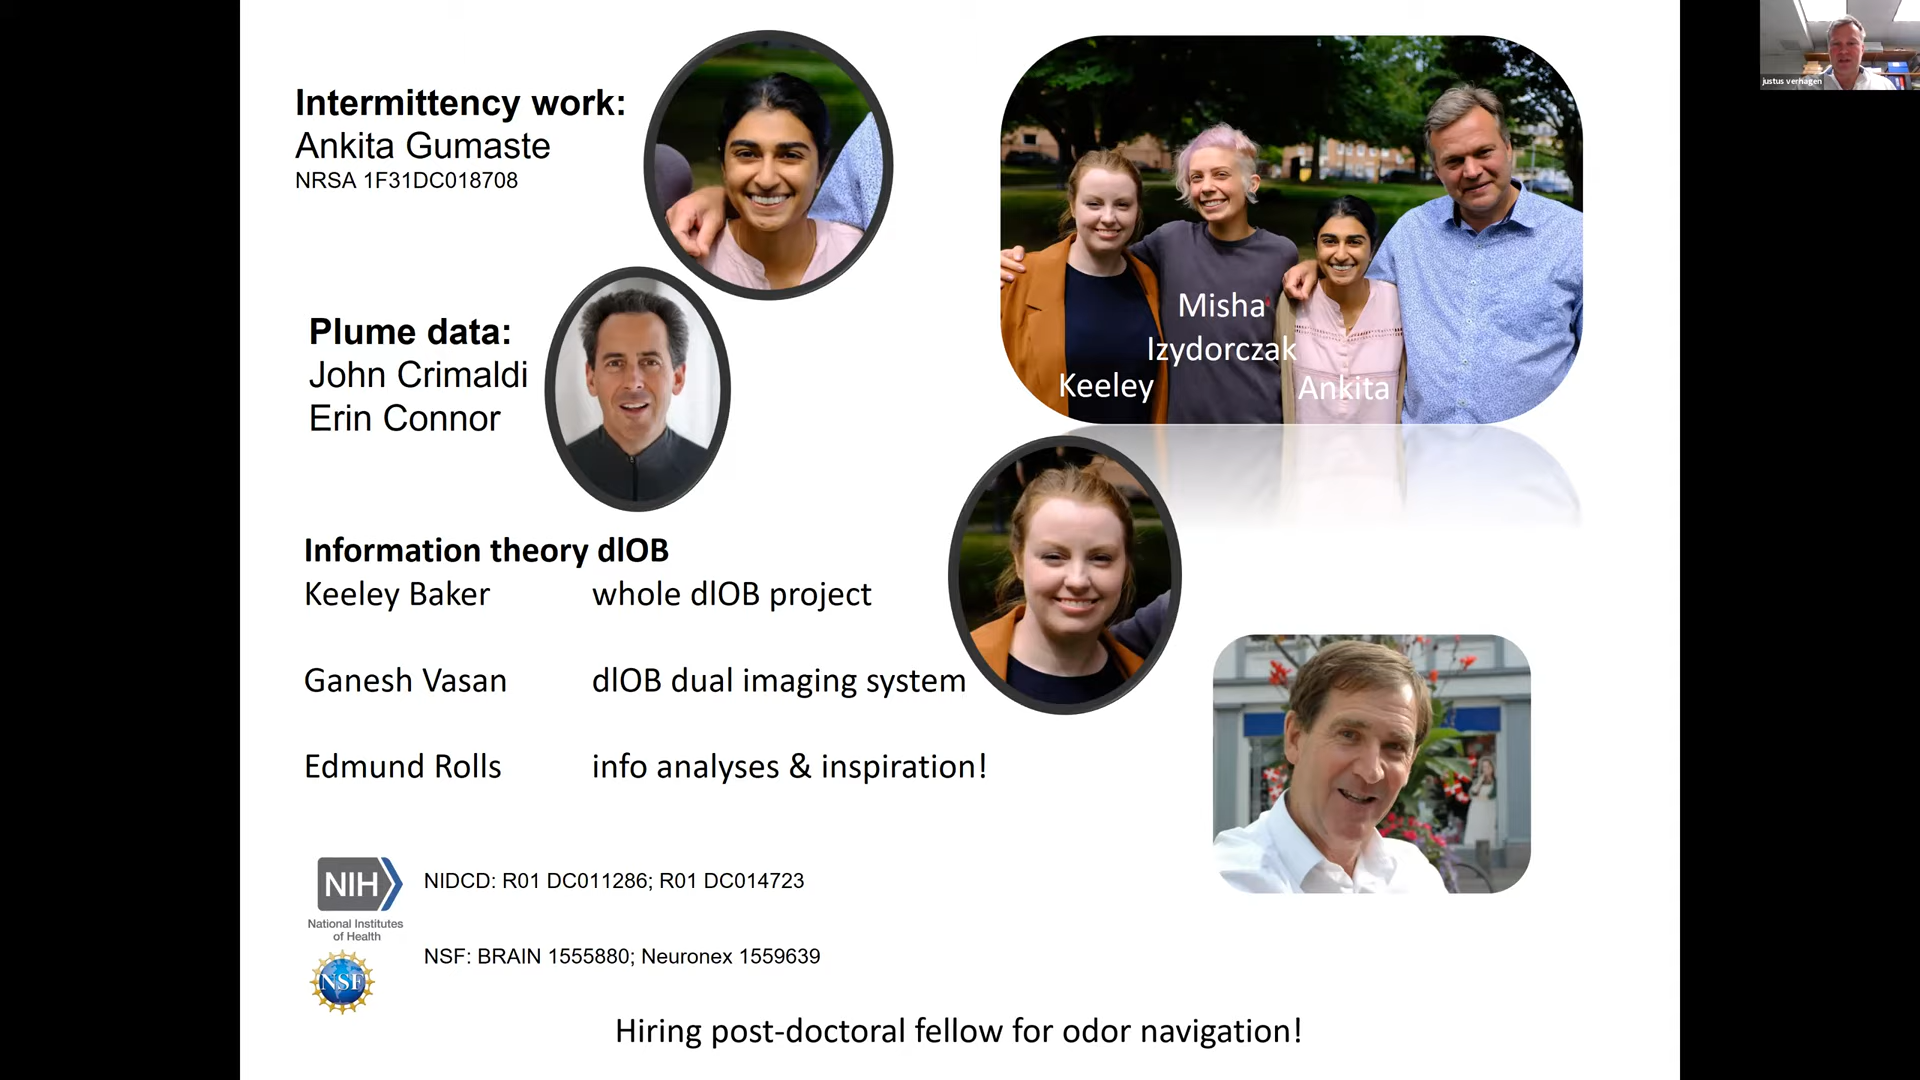 Intermittency work:
Ankita Gumaste
NRSA 1F31DC018708
Plume data:
John Crimaldi
Erin Connor
Misha
Izydorczak
Keeley
Ankita
Information theory dlOB
Keeley Baker whole dlOB project
Ganesh Vasan dlOB dual imaging system
Edmund Rolls info analyses & inspiration!
NIH
National Institutes
of Health
NIDCD: R01 DC011286; R01 DC014723
NSF
NSF: BRAIN 1555880; Neuronex 1559639
Hiring post-doctoral fellow for odor navigation!
justus verhagen